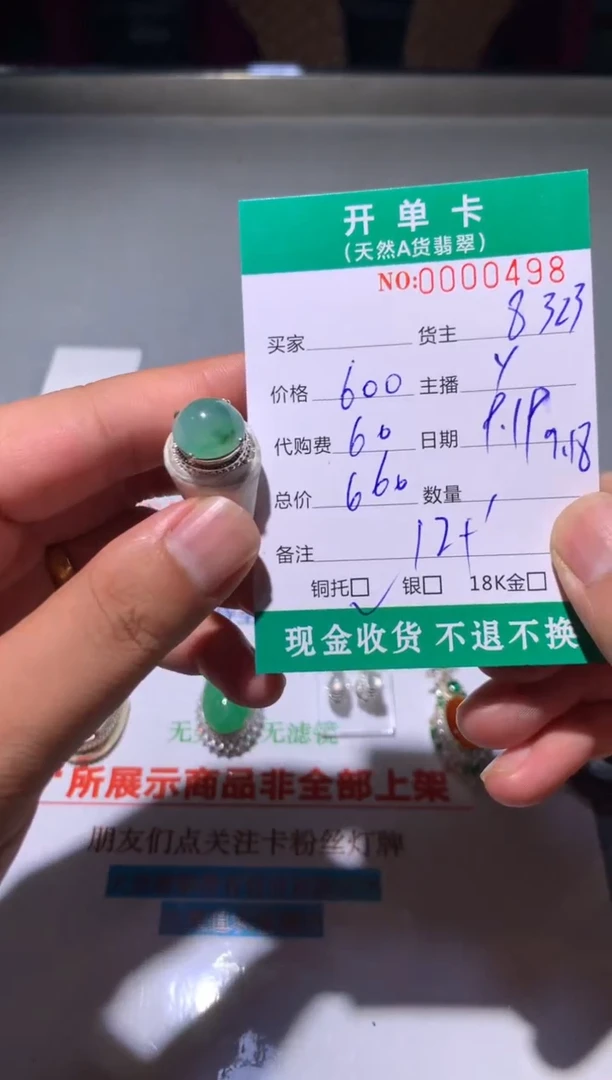 开单卡
(天然A货翡翠)
NO:0000498
买家 货主 8323
价格 600 主播 y
代购费 60 日期 9.19 9.18
总价 660 数量 1
备注 12+
铜托□ 银□ 18K金□
现金收货 不退不换
无 无滤镜
所展示商品非全部上架
朋友们点关注卡粉丝灯牌